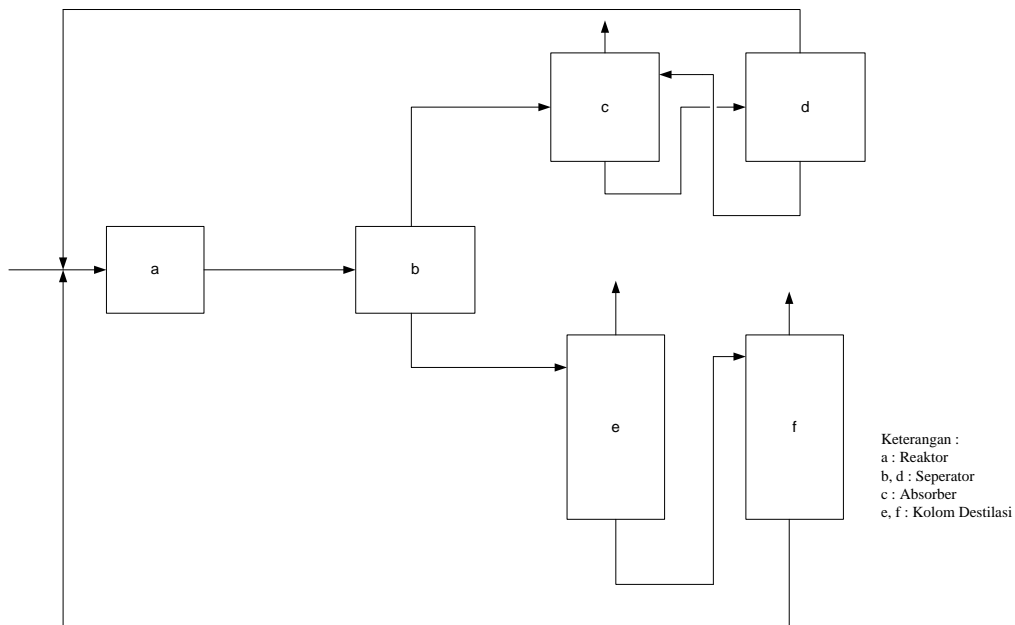 c
d
a
b
e
f
Keterangan :
a : Reaktor
b, d : Seperator
c : Absorber
e, f : Kolom Destilasi